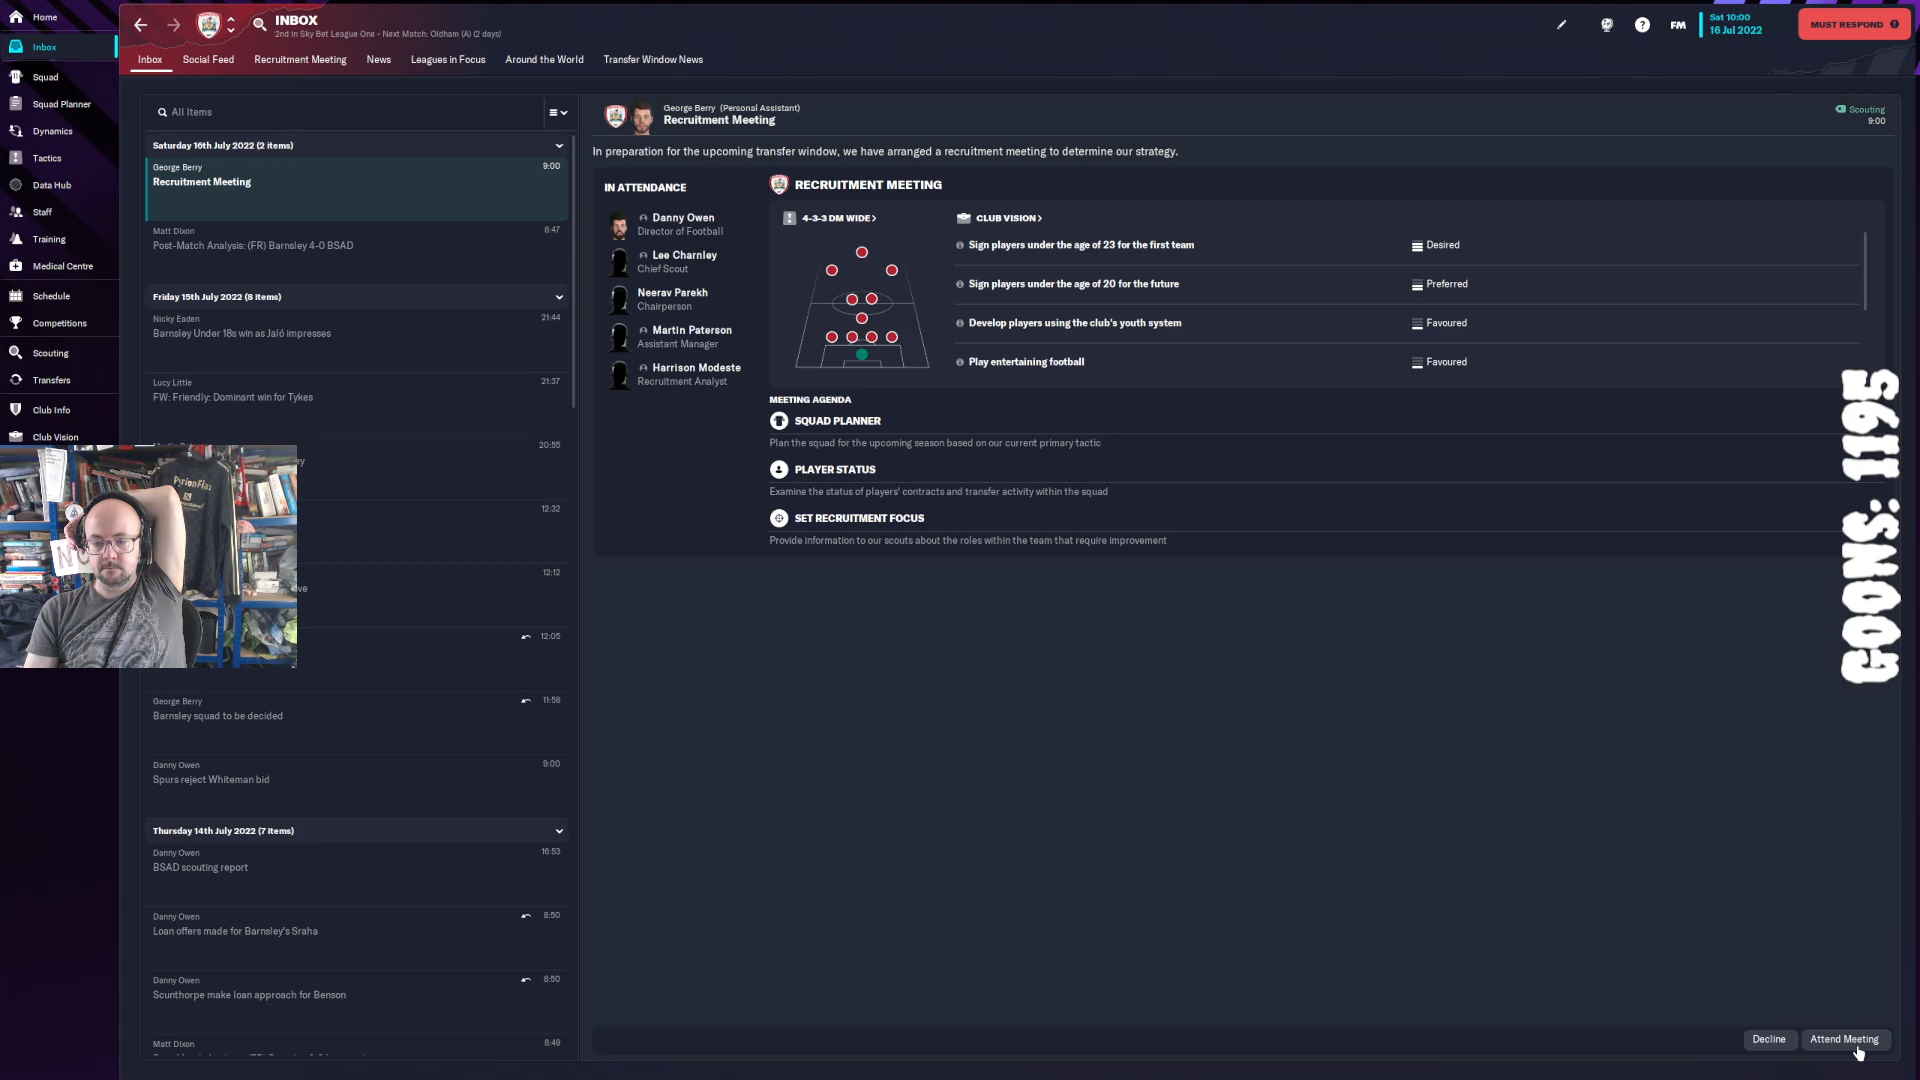 Home
Inbox
Squad
Squad Planner
Dynamics
Tactics
Data Hub
Staff
Training
Medical Centre
Schedule
Competitions
Scouting
Transfers
Club Info
Club Vision
INBOX
2nd in Sky Bet League One - Next Match: Oldham (A) (2 days)
FM
Sat 10:00
16 Jul 2022
MUST RESPOND
Inbox
Social Feed
Recruitment Meeting
News
Leagues in Focus
Around the World
Transfer Window News
All Items
Saturday 16th July 2022 (2 items)
George Berry
9:00
Recruitment Meeting
Matt Dixon
8:47
Post-Match Analysis: (FR) Barnsley 4-0 BSAD
Friday 15th July 2022 (8 items)
Nicky Eaden
21:44
Barnsley Under 18s win as Jaló impresses
Lucy Little
21:37
FW: Friendly: Dominant win for Tykes
20:55
12:32
12:12
12:05
George Berry
11:58
Barnsley squad to be decided
Danny Owen
9:00
Spurs reject Whiteman bid
Thursday 14th July 2022 (7 items)
Danny Owen
16:53
BSAD scouting report
Danny Owen
8:50
Loan offers made for Barnsley's Sraha
Danny Owen
8:50
Scunthorpe make loan approach for Benson
Matt Dixon
8:49
George Berry (Personal Assistant)
Recruitment Meeting
Scouting
9:00
In preparation for the upcoming transfer window, we have arranged a recruitment meeting to determine our strategy.
IN ATTENDANCE
Danny Owen
Director of Football
Lee Charnley
Chief Scout
Neerav Parekh
Chairperson
Martin Paterson
Assistant Manager
Harrison Modeste
Recruitment Analyst
RECRUITMENT MEETING
4-3-3 DM WIDE >
CLUB VISION >
Sign players under the age of 23 for the first team
Desired
Sign players under the age of 20 for the future
Preferred
Develop players using the club's youth system
Favoured
Play entertaining football
Favoured
MEETING AGENDA
SQUAD PLANNER
Plan the squad for the upcoming season based on our current primary tactic
PLAYER STATUS
Examine the status of players' contracts and transfer activity within the squad
SET RECRUITMENT FOCUS
Provide information to our scouts about the roles within the team that require improvement
GOONS: 1195
Decline
Attend Meeting